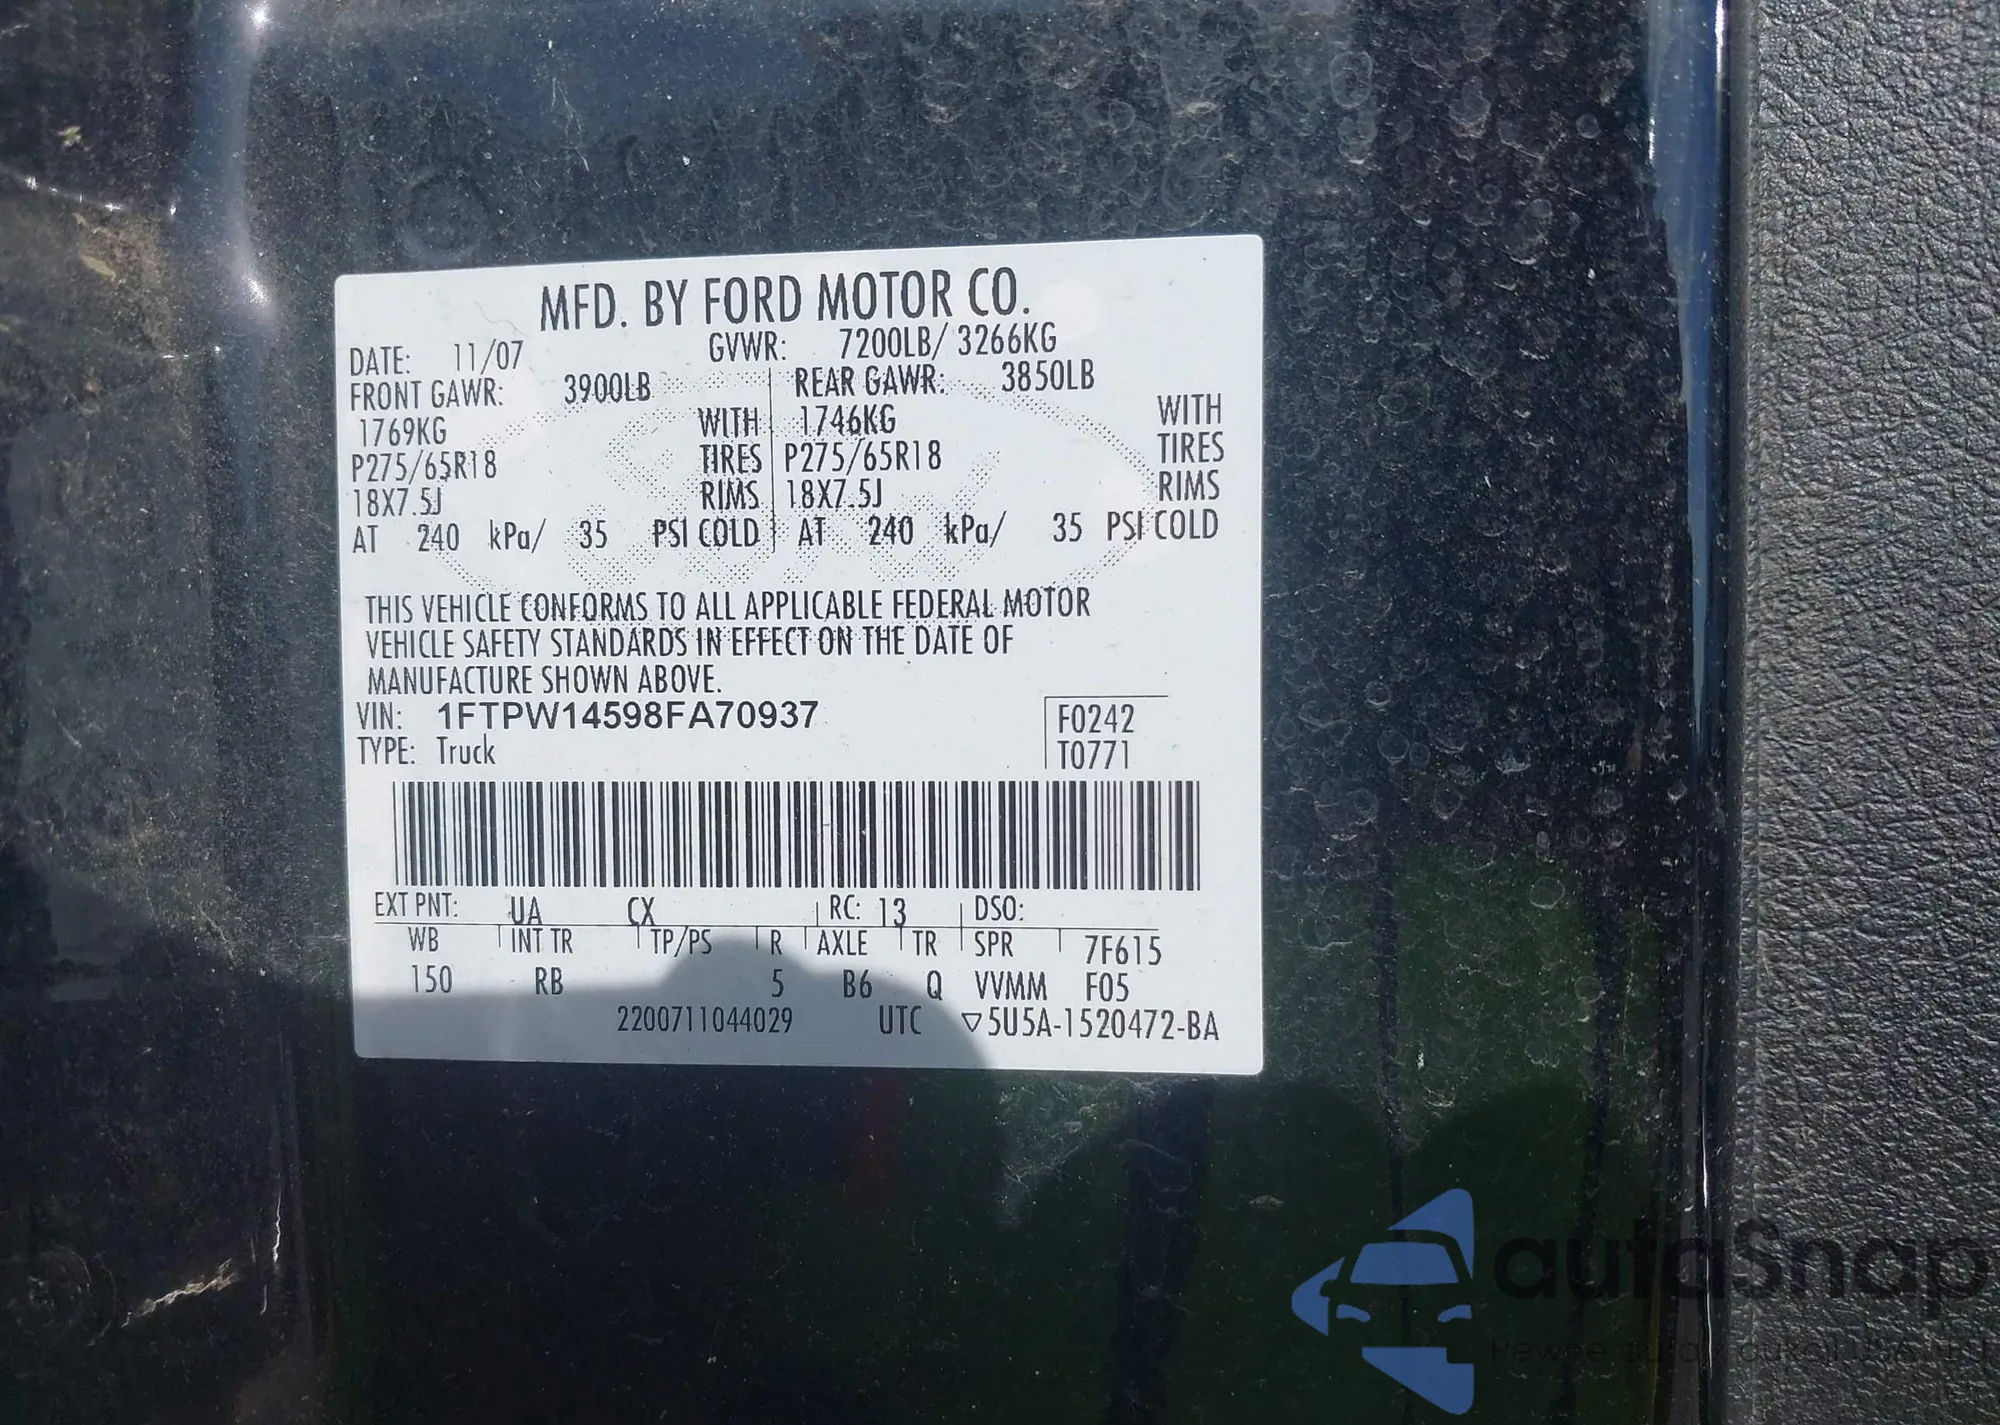 MFD. BY FORD MOTOR CO.
DATE: 11/07 GVWR: 7200LB/ 3266KG
FRONT GAWR: 3900LB REAR GAWR: 3850LB
1769KG WITH 1746KG WITH
P275/65R18 TIRES P275/65R18 TIRES
18X7.5J RIMS 18X7.5J RIMS
AT 240 kPa/ 35 PSI COLD AT 240 kPa/ 35 PSI COLD
THIS VEHICLE CONFORMS TO ALL APPLICABLE FEDERAL MOTOR
VEHICLE SAFETY STANDARDS IN EFFECT ON THE DATE OF
MANUFACTURE SHOWN ABOVE.
VIN: 1FTPW14598FA70937 F0242
TYPE: Truck T0771
EXT PNT: UA CX RC: 13 DSO:
WB INT TR TP/PS R AXLE TR SPR 7F615
150 RB 5 B6 Q VVMM F05
2200711044029 UTC ▽5U5A-1520472-BA
autaSnap